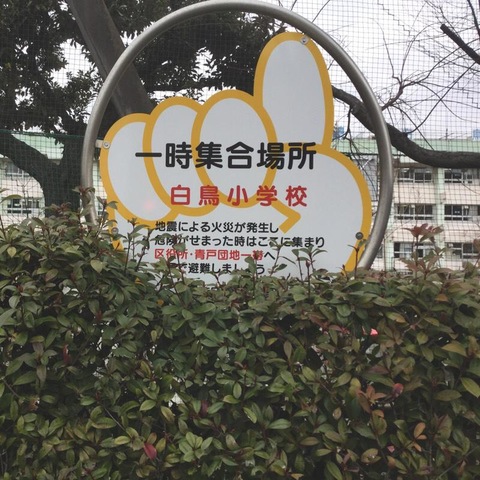 一時集合場所
白鳥小学校
地震による火災が発生し
危険がせまった時はここに集まり
区役所・青戸団地一帯へ
避難しましょう